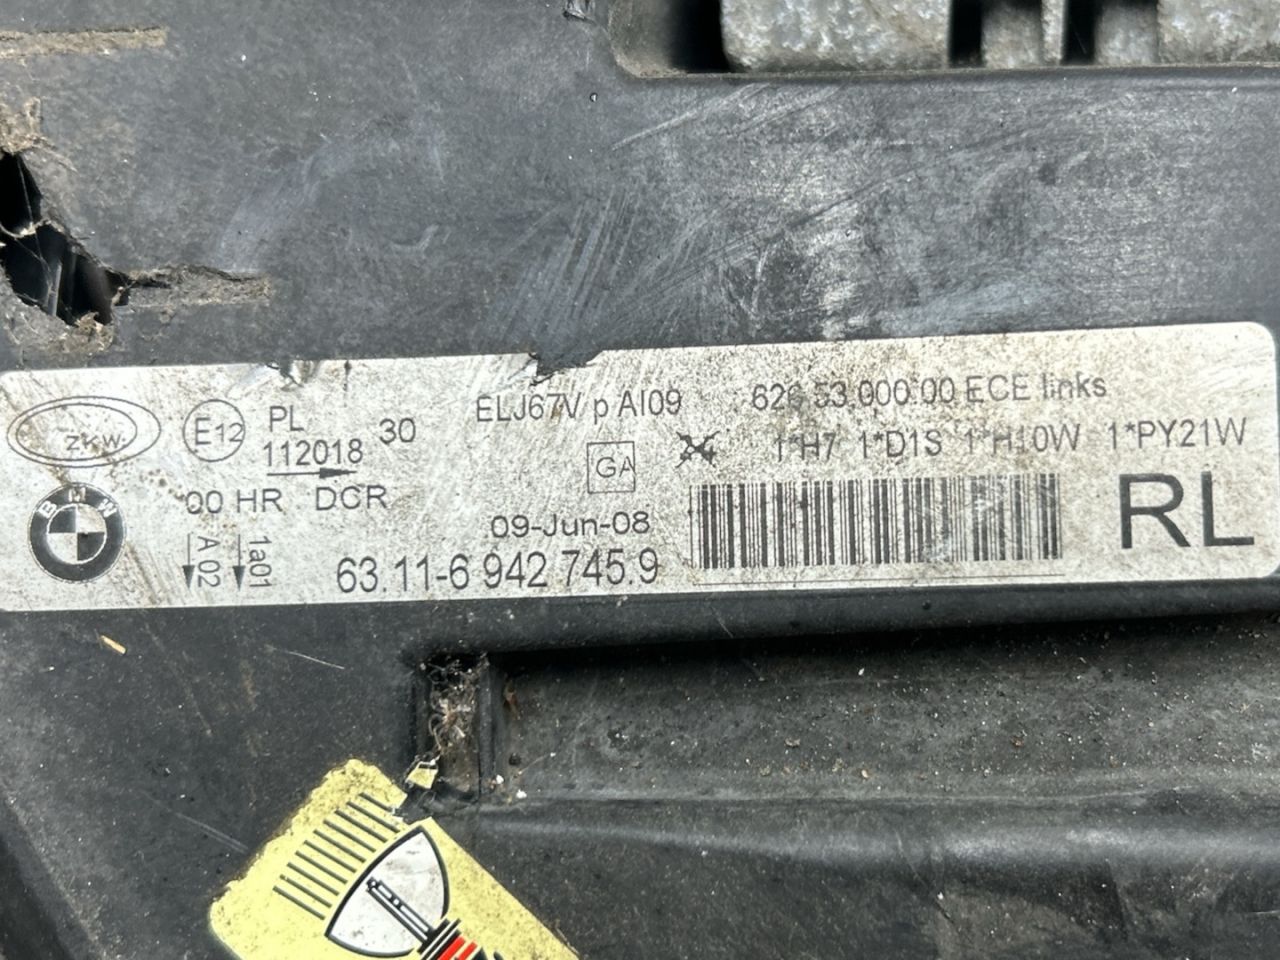 ZKW
E12
PL
112018
30
ELJ67V p AI09
53.000.00 ECE links
GA
1*H7 1*D1S 1*H10W 1*PY21W
BMW
00 HR DCR
09-Jun-08
RL
A 02
1a01
63.11-6 942 745.9